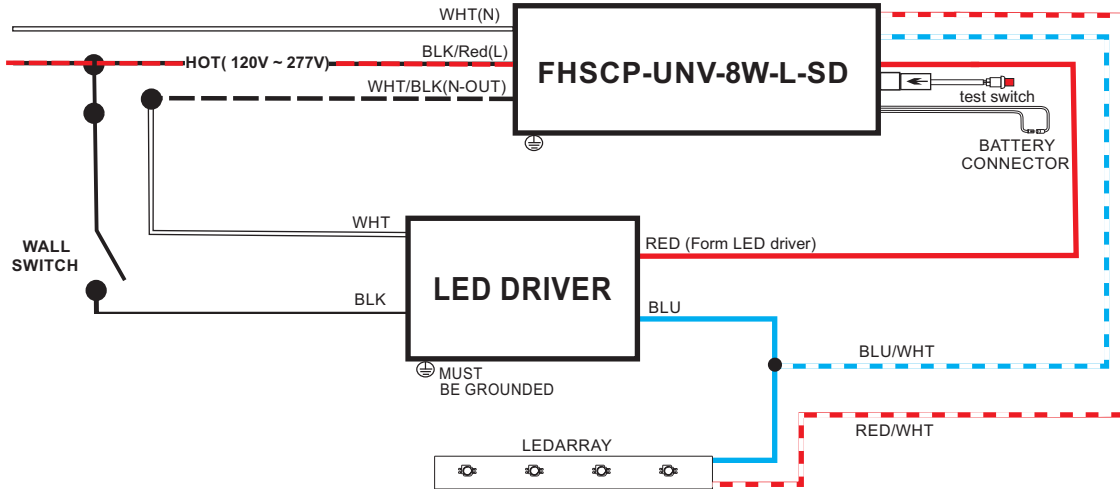 WHT(N)
BLK/Red(L)
HOT( 120V ~ 277V)
WHT/BLK(N-OUT)
FHSCP-UNV-8W-L-SD
test switch
BATTERY
CONNECTOR
WHT
RED (Form LED driver)
WALL
SWITCH
LED DRIVER
BLK
BLU
BLU/WHT
MUST
BE GROUNDED
RED/WHT
LEDARRAY